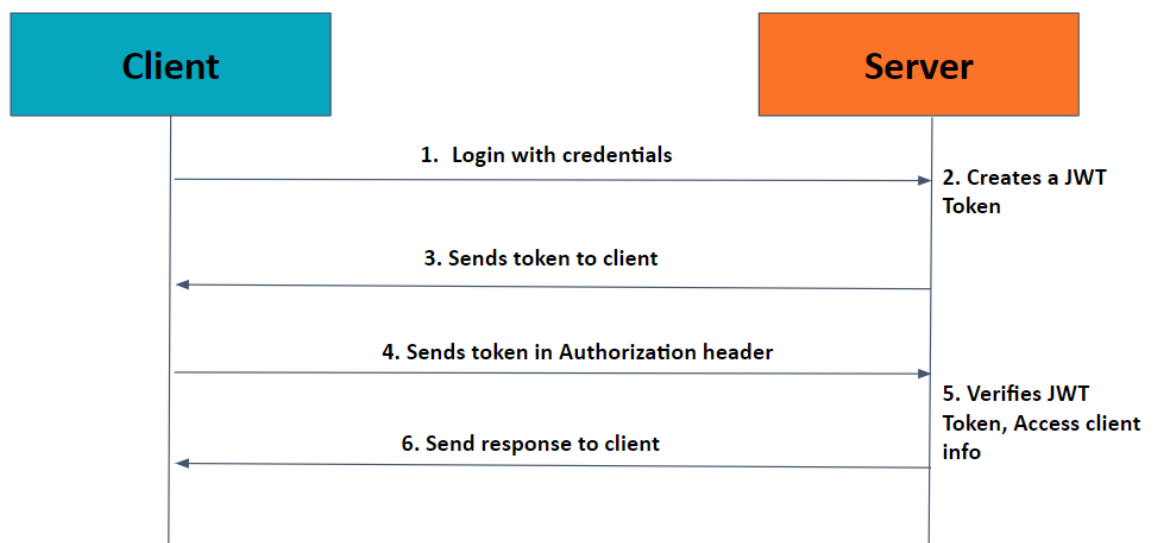 Client
Server
1. Login with credentials
2. Creates a JWT
Token
3. Sends token to client
4. Sends token in Authorization header
5. Verifies JWT
Token, Access client
info
6. Send response to client